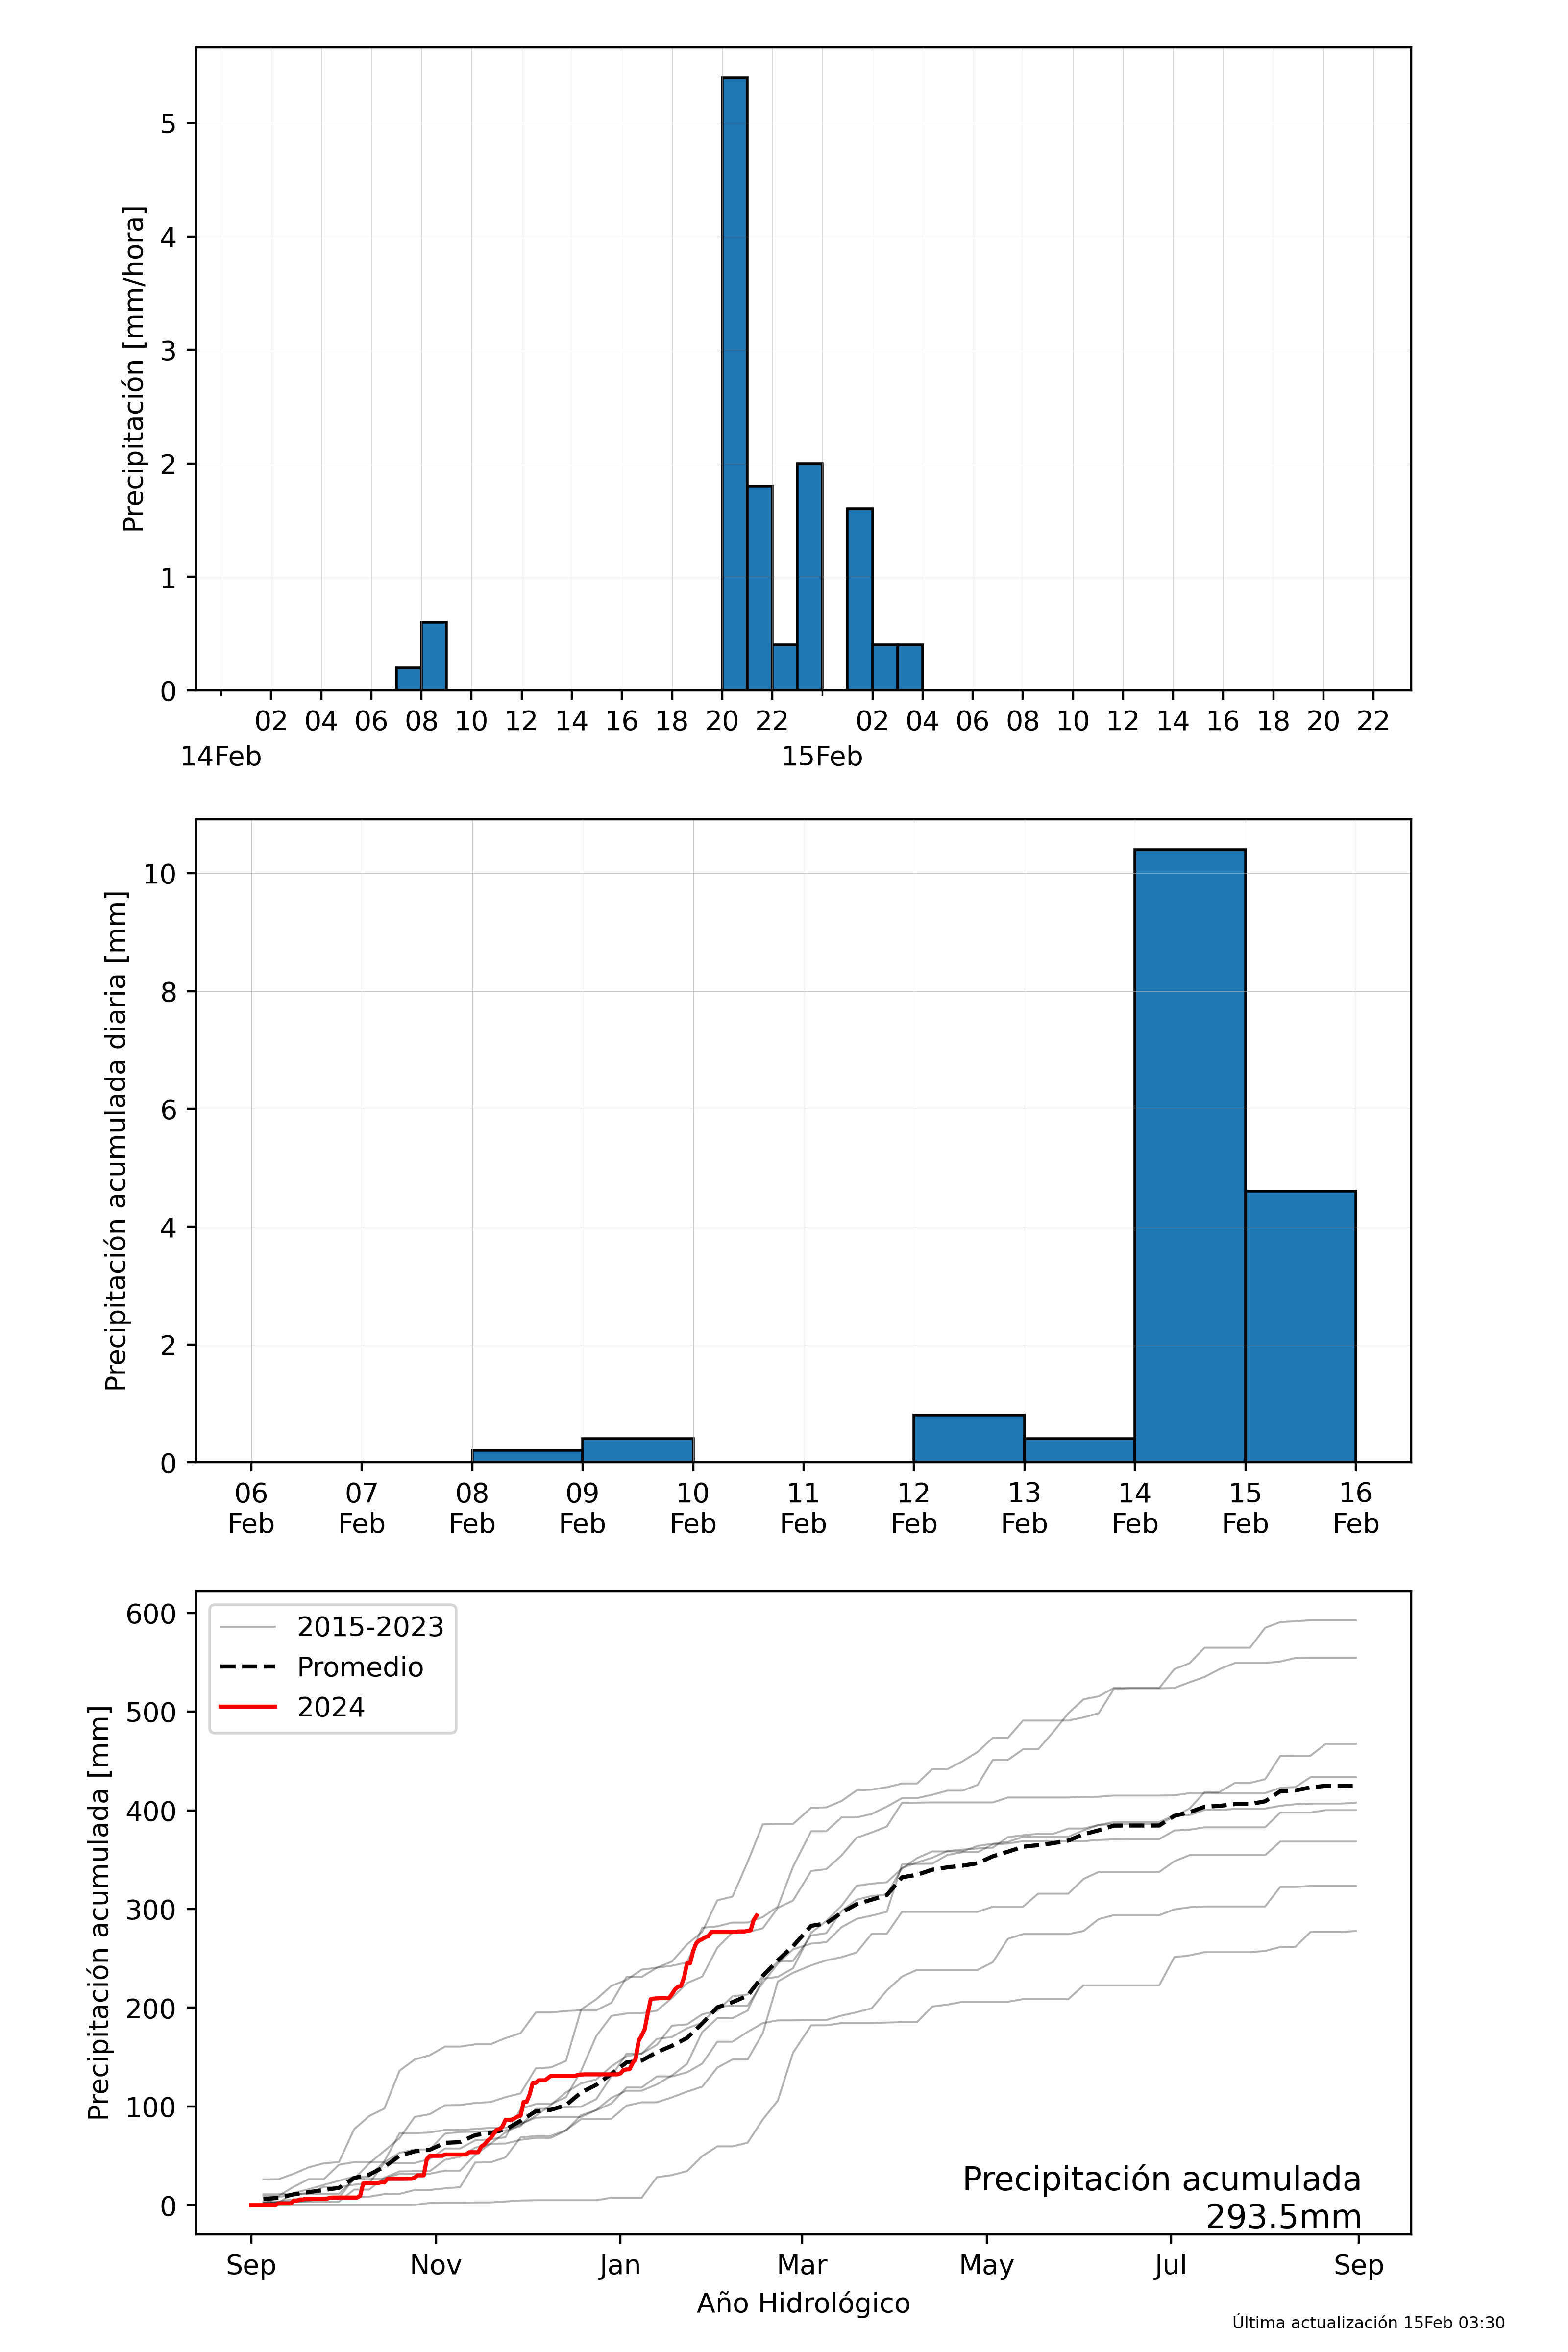 Precipitación [mm/hora]
5
4
3
2
1
0
02 04 06 08 10 12 14 16 18 20 22 02 04 06 08 10 12 14 16 18 20 22
14Feb 15Feb
Precipitación acumulada diaria [mm]
10
8
6
4
2
0
06 07 08 09 10 11 12 13 14 15 16
Feb Feb Feb Feb Feb Feb Feb Feb Feb Feb Feb
Precipitación acumulada [mm]
600
500
400
300
200
100
0
2015-2023
Promedio
2024
Precipitación acumulada
293.5mm
Sep Nov Jan Mar May Jul Sep
Año Hidrológico
Última actualización 15Feb 03:30